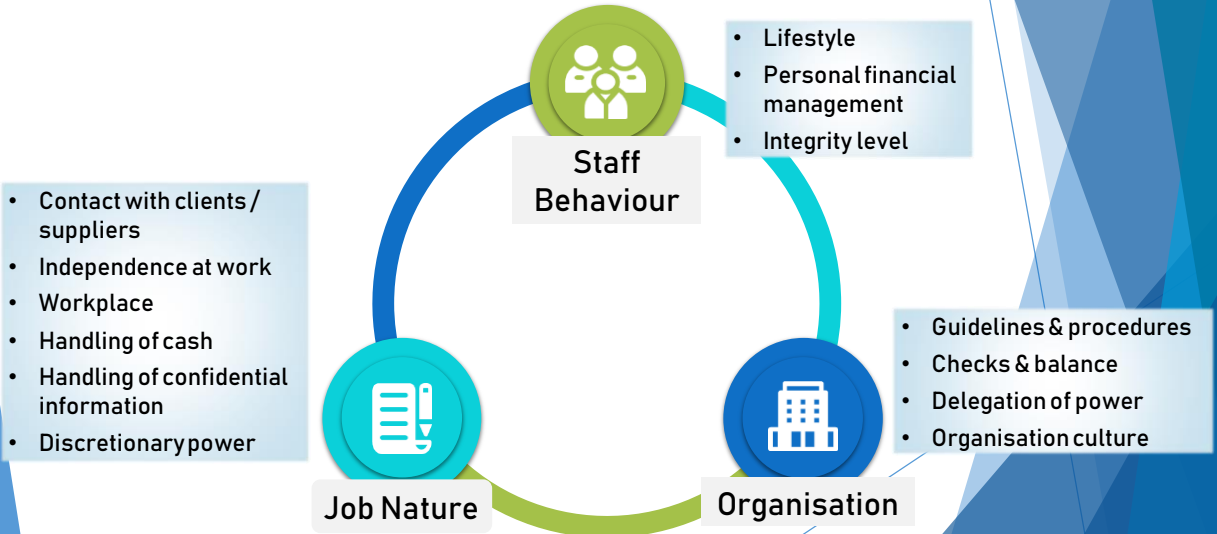 • Lifestyle
• Personal financial
management
• Integrity level
Staff
Behaviour
• Contact with clients /
suppliers
• Independence at work
• Workplace
• Handling of cash
• Handling of confidential
information
• Discretionary power
Job Nature
• Guidelines & procedures
• Checks & balance
• Delegation of power
• Organisation culture
Organisation